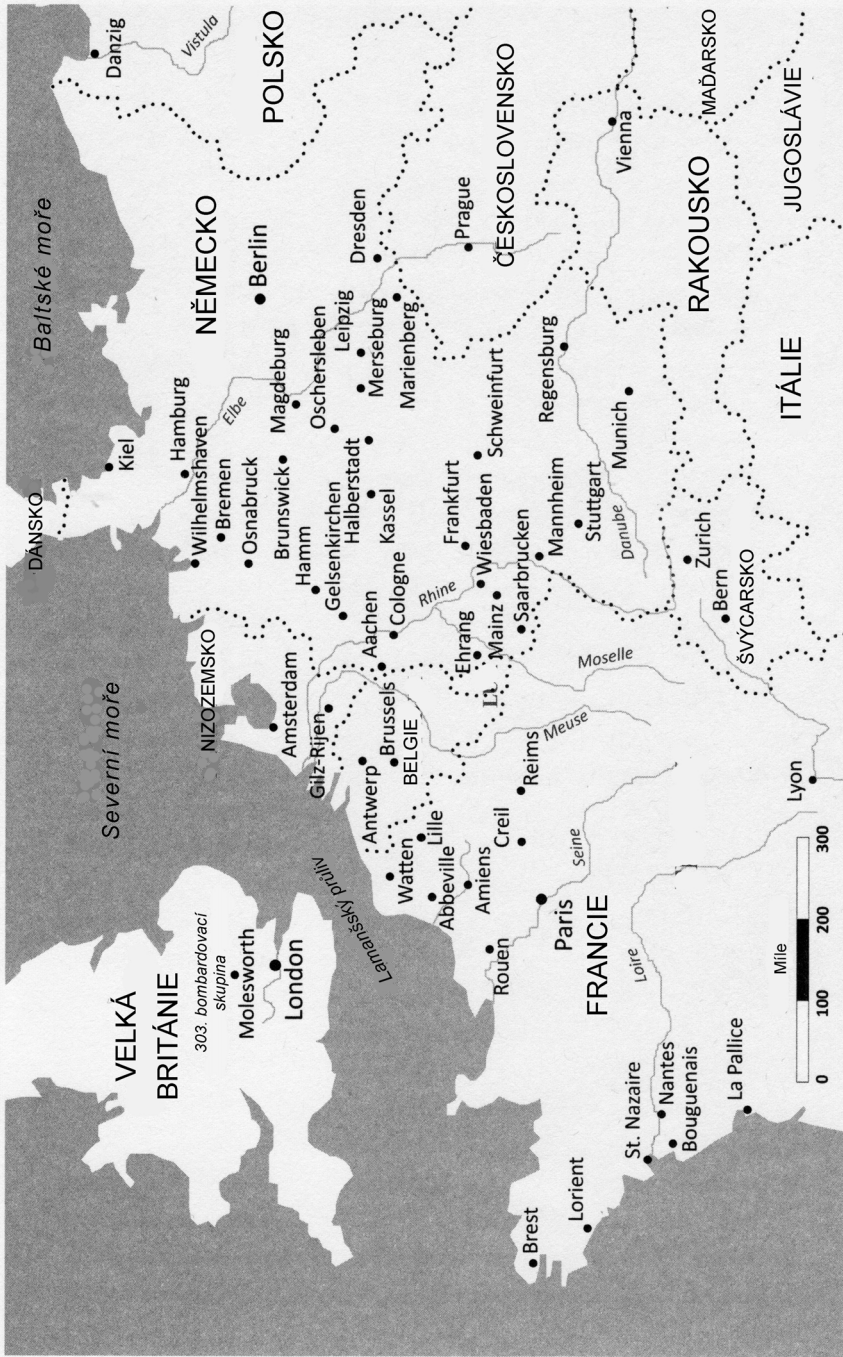 DÁNSKO
Baltské moře
Danzig
Vistula
Kiel
Severní moře
VELKÁ
BRITÁNIE
303. bombardovací
skupina
Molesworth
London
Hamburg
Wilhelmshaven
Bremen
Osnabruck
Elbe
NĚMECKO
Berlin
POLSKO
NIZOZEMSKO
Amsterdam
Gilz-Rijen
Hamm
Gelsenkirchen
Brunswick
Magdeburg
Oschersleben
Halberstadt
Leipzig
Merseburg
Dresden
Marienberg
Lamanšský průliv
Antwerp
Brussels
BELGIE
Aachen
Cologne
Kassel
Rhine
Watten
Lille
Abbeville
Amiens
Ehrang
Mainz
Wiesbaden
Frankfurt
Schweinfurt
Prague
ČESKOSLOVENSKO
Rouen
Creil
Reims
LU
Saarbrucken
Mannheim
Meuse
Moselle
Stuttgart
Regensburg
Danube
Munich
Vienna
MAĎARSKO
RAKOUSKO
JUGOSLÁVIE
Brest
Lorient
St. Nazaire
Nantes
Bouguenais
La Pallice
Loire
Paris
FRANCIE
Seine
Zurich
Bern
ŠVÝCARSKO
ITÁLIE
Lyon
Míle
0
100
200
300